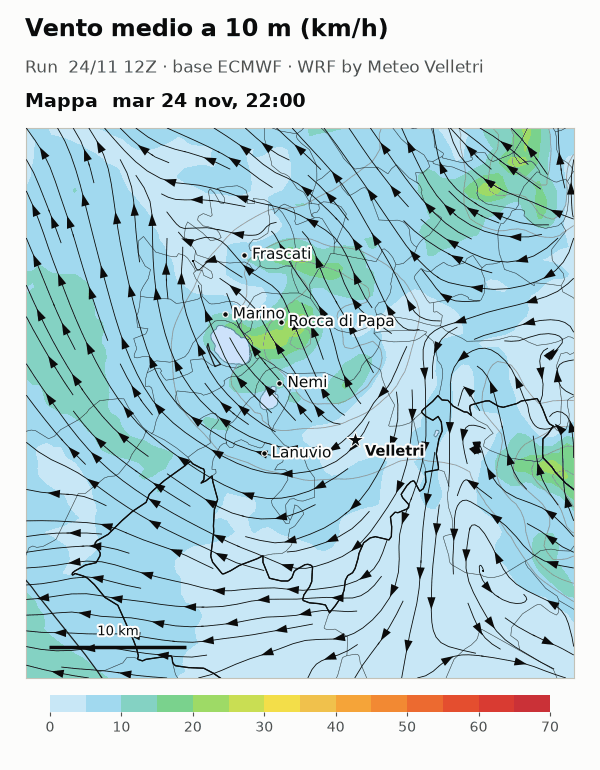 Vento medio a 10 m (km/h)
Run 24/11 12Z · base ECMWF · WRF by Meteo Velletri
Mappa mar 24 nov, 22:00
Frascati
Marino
Rocca di Papa
Nemi
Velletri
Lanuvio
10 km
0 10 20 30 40 50 60 70